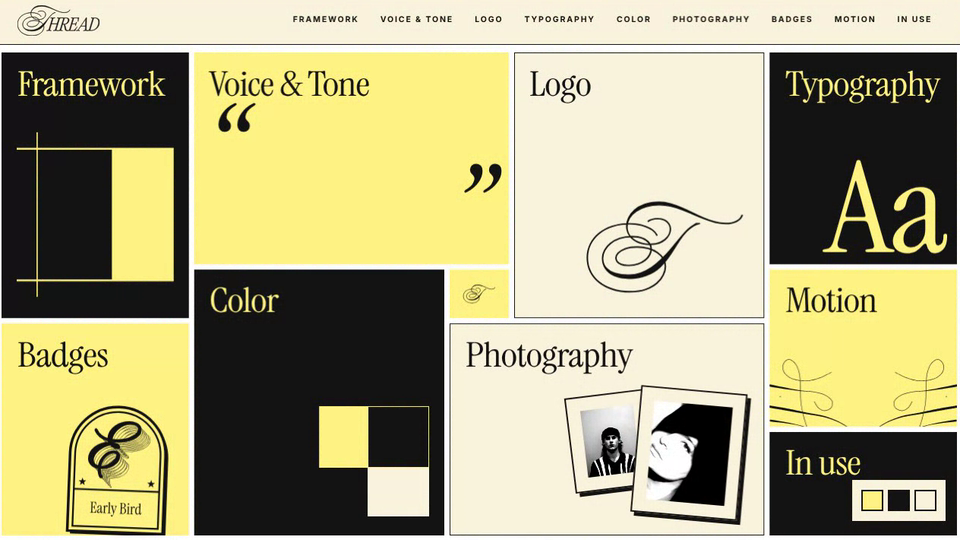 THREAD
FRAMEWORK
VOICE & TONE
LOGO
TYPOGRAPHY
COLOR
PHOTOGRAPHY
BADGES
MOTION
IN USE
Framework
Voice & Tone
“
”
Logo
T
Typography
Aa
Color
T
Motion
Badges
E
Early Bird
Photography
In use